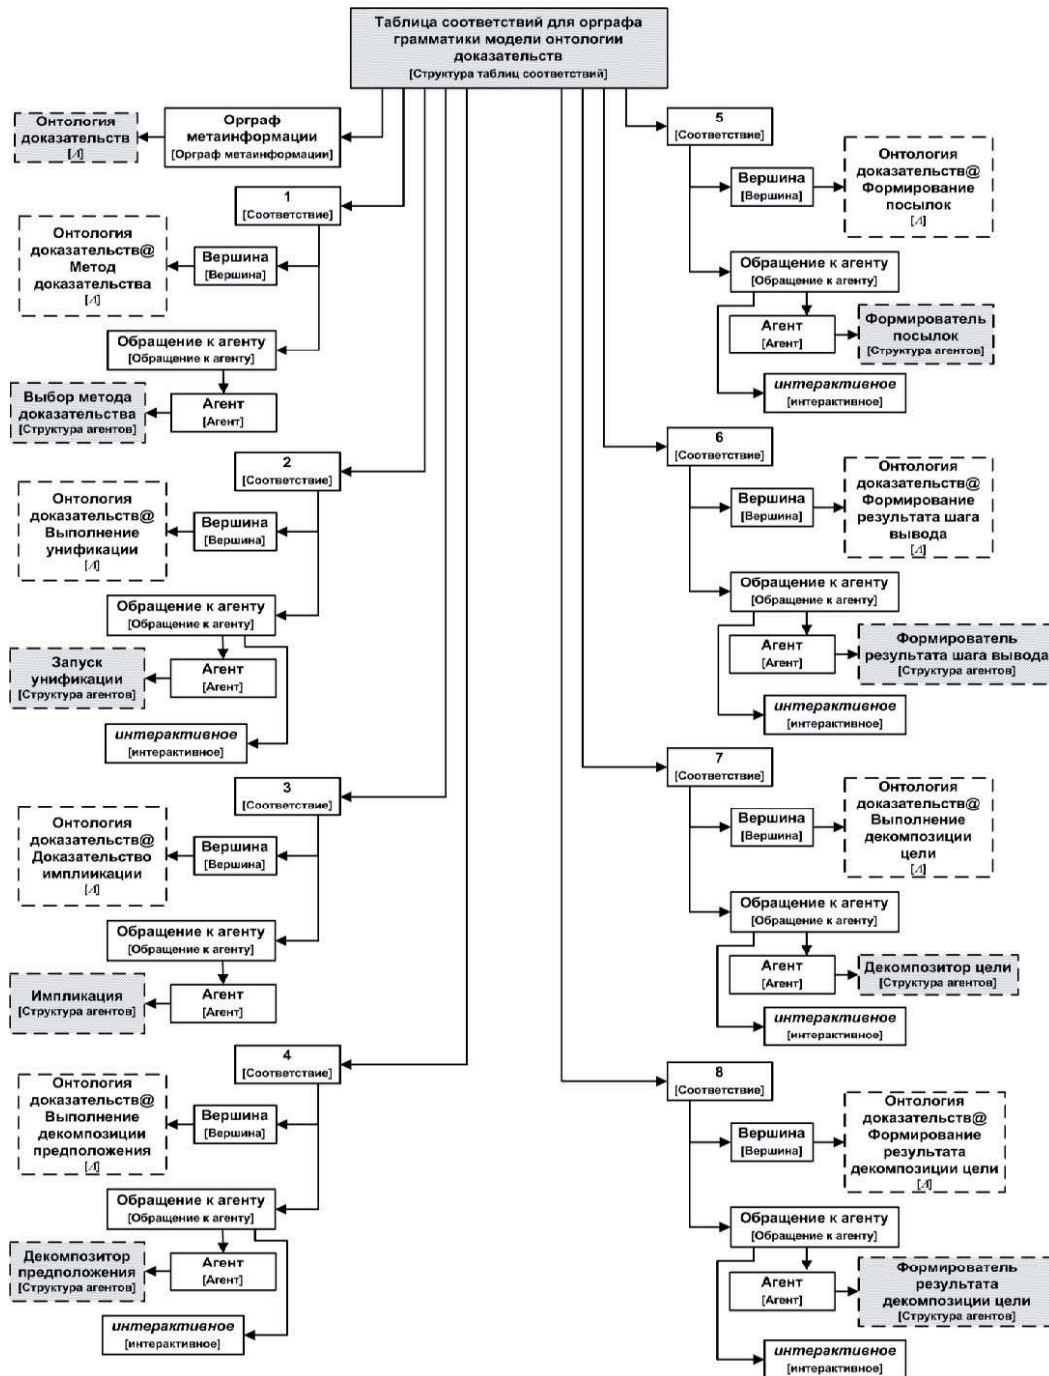 Таблица соответствий для орграфа
грамматики модели онтологии
доказательств
[Структура таблиц соответствий]
Онтология
доказательств
[Л]
Орграф
метаинформации
[Орграф метаинформации]
1
[Соответствие]
Онтология
доказательств@
Метод
доказательства
[Л]
Вершина
[Вершина]
Обращение к агенту
[Обращение к агенту]
Выбор метода
доказательства
[Структура агентов]
Агент
[Агент]
2
[Соответствие]
Онтология
доказательств@
Выполнение
унификации
[Л]
Вершина
[Вершина]
Обращение к агенту
[Обращение к агенту]
Запуск
унификации
[Структура агентов]
Агент
[Агент]
интерактивное
[интерактивное]
3
[Соответствие]
Онтология
доказательств@
Доказательство
имплиикации
[Л]
Вершина
[Вершина]
Обращение к агенту
[Обращение к агенту]
Импликация
[Структура агентов]
Агент
[Агент]
4
[Соответствие]
Онтология
доказательств@
Выполнение
декомпозиции
предположения
[Л]
Вершина
[Вершина]
Обращение к агенту
[Обращение к агенту]
Декомпозитор
предположения
[Структура агентов]
Агент
[Агент]
интерактивное
[интерактивное]
5
[Соответствие]
Вершина
[Вершина]
Онтология
доказательств@
Формирование
посылок
[Л]
Обращение к агенту
[Обращение к агенту]
Агент
[Агент]
Формирователь
посылок
[Структура агентов]
интерактивное
[интерактивное]
6
[Соответствие]
Вершина
[Вершина]
Онтология
доказательств@
Формирование
результата шага
вывода
[Л]
Обращение к агенту
[Обращение к агенту]
Агент
[Агент]
Формирователь
результата шага вывода
[Структура агентов]
интерактивное
[интерактивное]
7
[Соответствие]
Вершина
[Вершина]
Онтология
доказательств@
Выполнение
декомпозиции
цели
[Л]
Обращение к агенту
[Обращение к агенту]
Агент
[Агент]
Декомпозитор цели
[Структура агентов]
интерактивное
[интерактивное]
8
[Соответствие]
Вершина
[Вершина]
Онтология
доказательств@
Формирование
результата
декомпозиции цели
[Л]
Обращение к агенту
[Обращение к агенту]
Агент
[Агент]
Формирователь
результата
декомпозиции цели
[Структура агентов]
интерактивное
[интерактивное]